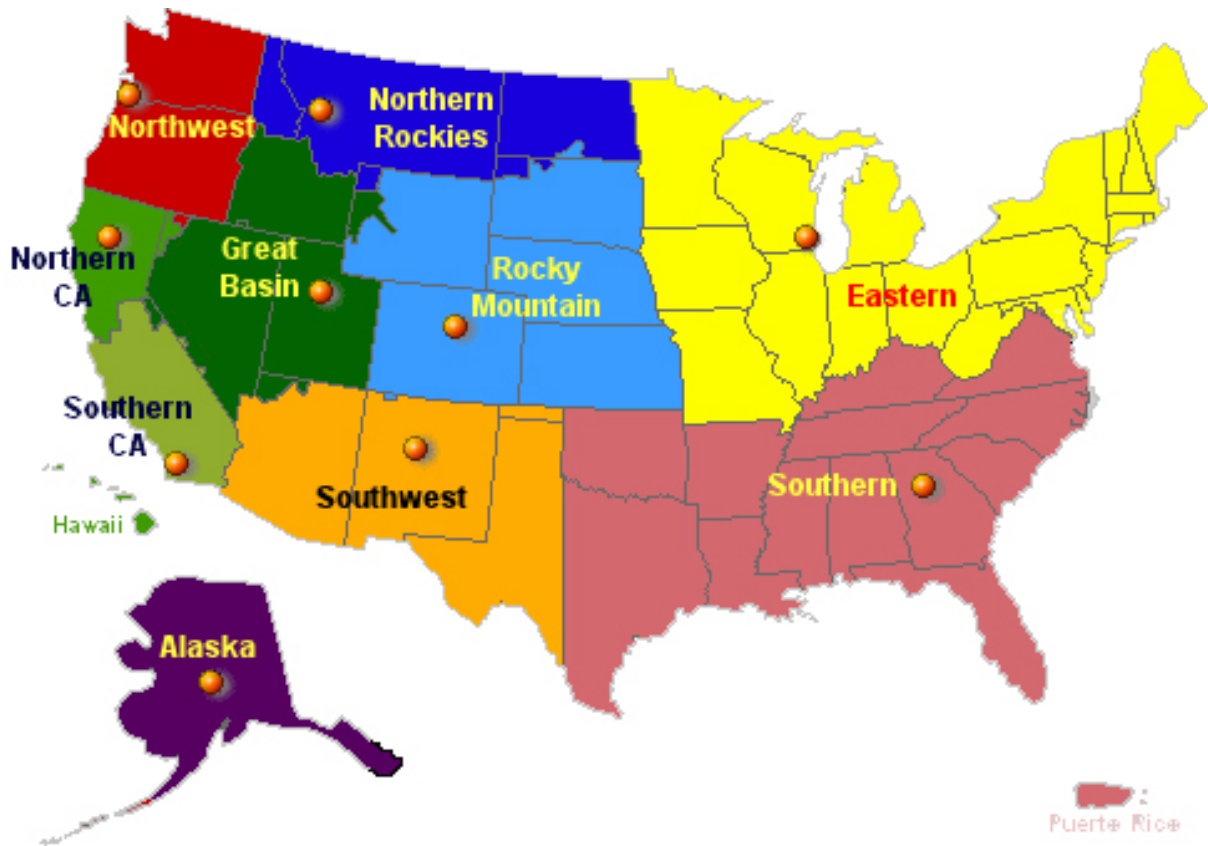 Northern
Rockies
Northwest
Great
Basin
Northern
CA
Rocky
Mountain
Eastern
Southern
CA
Southwest
Southern
Hawaii
Alaska
Puerto Rico